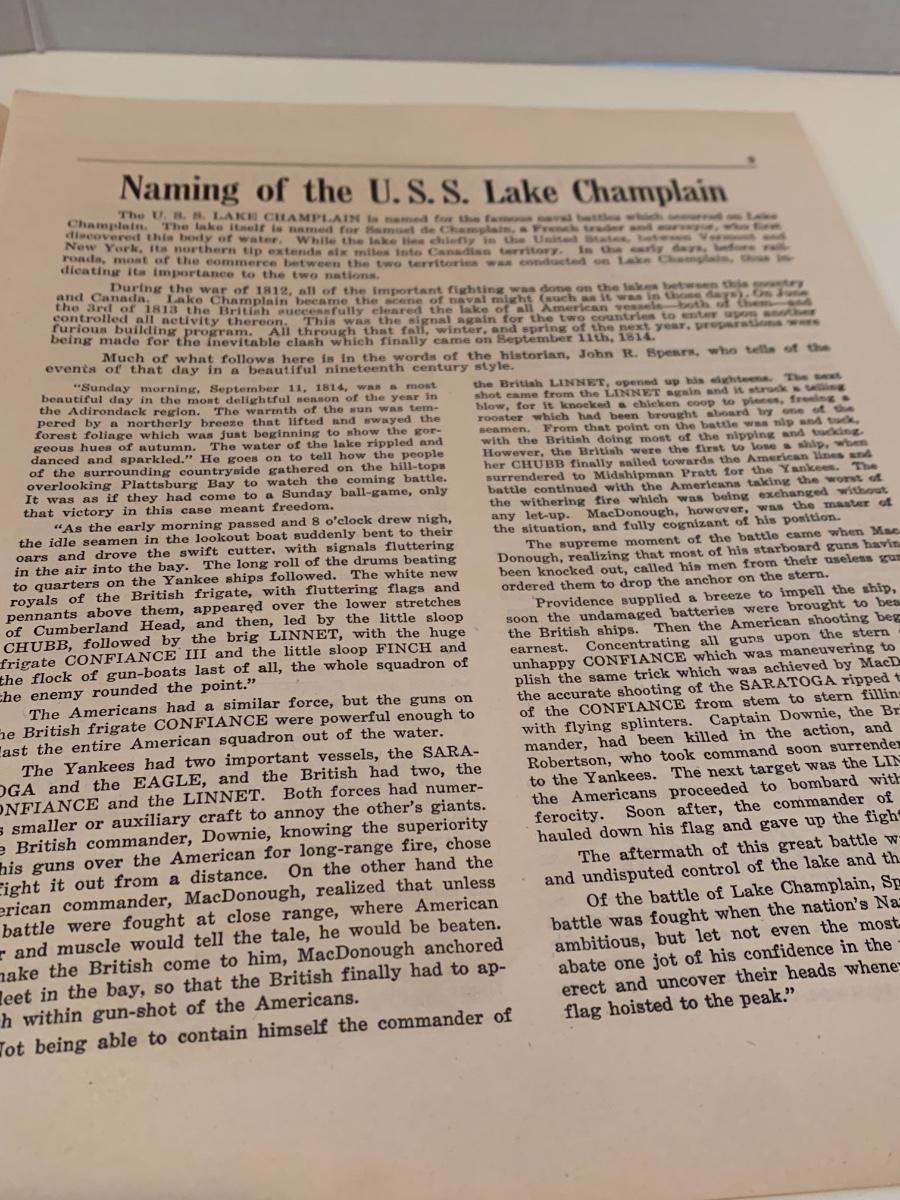 Naming of the U. S. S. Lake Champlain
The U. S. S. LAKE CHAMPLAIN is named for the famous naval battles which occurred on Lake
Champlain. The lake itself is named for Samuel de Champlain, a French trader and surveyor, who first
discovered this body of water. While the lake lies chiefly in the United States, between Vermont and
New York, its northern tip extends six miles into Canadian territory. In the early days, before rail-
roads, most of the commerce between the two territories was conducted on Lake Champlain, thus in-
dicating its importance to the two nations.
During the war of 1812, all of the important fighting was done on the lakes between this country
and Canada. Lake Champlain became the scene of naval might (such as it was in those days). On June
the 3rd of 1813 the British successfully cleared the lake of all American vessels—both of them—and
controlled all activity thereon. This was the signal again for the two countries to enter upon another
furious building program. All through that fall, winter, and spring of the next year, preparations were
being made for the inevitable clash which finally came on September 11th, 1814.
Much of what follows here is in the words of the historian, John R. Spears, who tells of the
events of that day in a beautiful nineteenth century style.
"Sunday morning, September 11, 1814, was a most
beautiful day in the most delightful season of the year in
the Adirondack region. The warmth of the sun was tem-
pered by a northerly breeze that lifted and swayed the
forest foliage which was just beginning to show the gor-
geous hues of autumn. The water of the lake rippled and
danced and sparkled." He goes on to tell how the people
of the surrounding countryside gathered on the hill-tops
overlooking Plattsburg Bay to watch the coming battle.
It was as if they had come to a Sunday ball-game, only
that victory in this case meant freedom.
"As the early morning passed and 8 o'clock drew nigh,
the idle seamen in the lookout boat suddenly bent to their
oars and drove the swift cutter, with signals fluttering
in the air into the bay. The long roll of the drums beating
to quarters on the Yankee ships followed. The white new
royals of the British frigate, with fluttering flags and
pennants above them, appeared over the lower stretches
of Cumberland Head, and then, led by the little sloop
CHUBB, followed by the brig LINNET, with the huge
frigate CONFIANCE III and the little sloop FINCH and
the flock of gun-boats last of all, the whole squadron of
the enemy rounded the point."
The Americans had a similar force, but the guns on
he British frigate CONFIANCE were powerful enough to
last the entire American squadron out of the water.
The Yankees had two important vessels, the SARA-
OGA and the EAGLE, and the British had two, the
ONFIANCE and the LINNET. Both forces had numer-
s smaller or auxiliary craft to annoy the other's giants.
e British commander, Downie, knowing the superiority
his guns over the American for long-range fire, chose
fight it out from a distance. On the other hand the
erican commander, MacDonough, realized that unless
battle were fought at close range, where American
r and muscle would tell the tale, he would be beaten.
nake the British come to him, MacDonough anchored
leet in the bay, so that the British finally had to ap-
h within gun-shot of the Americans.
Not being able to contain himself the commander of
the British LINNET, opened up his eighteens. The next
shot came from the LINNET again and it struck a telling
blow, for it knocked a chicken coop to pieces, freeing a
rooster which had been brought aboard by one of the
seamen. From that point on the battle was nip and tuck,
with the British doing most of the nipping and tucking.
However, the British were the first to lose a ship, when
her CHUBB finally sailed towards the American lines and
surrendered to Midshipman Pratt for the Yankees. The
battle continued with the Americans taking the worst of
the withering fire which was being exchanged without
any let-up. MacDonough, however, was the master of
the situation, and fully cognizant of his position.
The supreme moment of the battle came when Mac-
Donough, realizing that most of his starboard guns havin
been knocked out, called his men from their useless gu
ordered them to drop the anchor on the stern.
Providence supplied a breeze to impell the ship,
soon the undamaged batteries were brought to bea
the British ships. Then the American shooting beg
earnest. Concentrating all guns upon the stern
unhappy CONFIANCE which was maneuvering to
plish the same trick which was achieved by MacD
the accurate shooting of the SARATOGA ripped t
of the CONFIANCE from stem to stern fillin
with flying splinters. Captain Downie, the Br
mander, had been killed in the action, and
Robertson, who took command soon surrender
to the Yankees. The next target was the LIN
the Americans proceeded to bombard with
ferocity. Soon after, the commander of
hauled down his flag and gave up the figh
The aftermath of this great battle w
and undisputed control of the lake and th
Of the battle of Lake Champlain, Sp
battle was fought when the nation's Na
ambitious, but let not even the most
abate one jot of his confidence in the
erect and uncover their heads whene
flag hoisted to the peak."